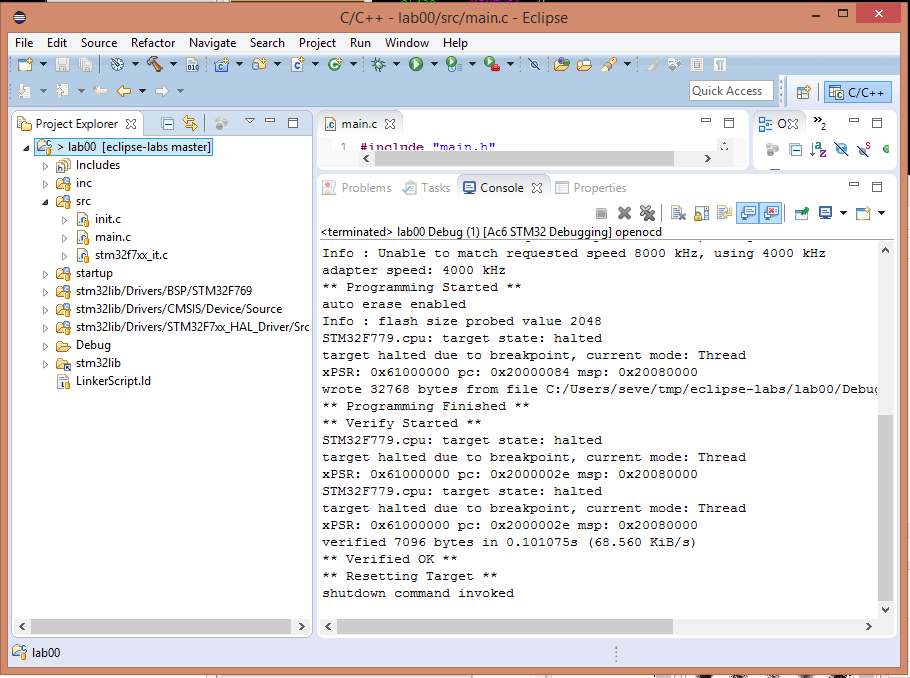 C/C++ - lab00/src/main.c - Eclipse
File Edit Source Refactor Navigate Search Project Run Window Help
010
Quick Access
C/C++
Project Explorer
> lab00 [eclipse-labs master]
Includes
inc
src
init.c
main.c
stm32f7xx_it.c
startup
stm32lib/Drivers/BSP/STM32F769
stm32lib/Drivers/CMSIS/Device/Source
stm32lib/Drivers/STM32F7xx_HAL_Driver/Src
Debug
stm32lib
LinkerScript.ld
main.c
1 #include "main.h"
O
2
Problems Tasks Console Properties
<terminated> lab00 Debug (1) [Ac6 STM32 Debugging] openocd
Info : Unable to match requested speed 8000 kHz, using 4000 kHz
adapter speed: 4000 kHz
** Programming Started **
auto erase enabled
Info : flash size probed value 2048
STM32F779.cpu: target state: halted
target halted due to breakpoint, current mode: Thread
xPSR: 0x61000000 pc: 0x20000084 msp: 0x20080000
wrote 32768 bytes from file C:/Users/seve/tmp/eclipse-labs/lab00/Debug
** Programming Finished **
** Verify Started **
STM32F779.cpu: target state: halted
target halted due to breakpoint, current mode: Thread
xPSR: 0x61000000 pc: 0x2000002e msp: 0x20080000
STM32F779.cpu: target state: halted
target halted due to breakpoint, current mode: Thread
xPSR: 0x61000000 pc: 0x2000002e msp: 0x20080000
verified 7096 bytes in 0.101075s (68.560 KiB/s)
** Verified OK **
** Resetting Target **
shutdown command invoked
lab00